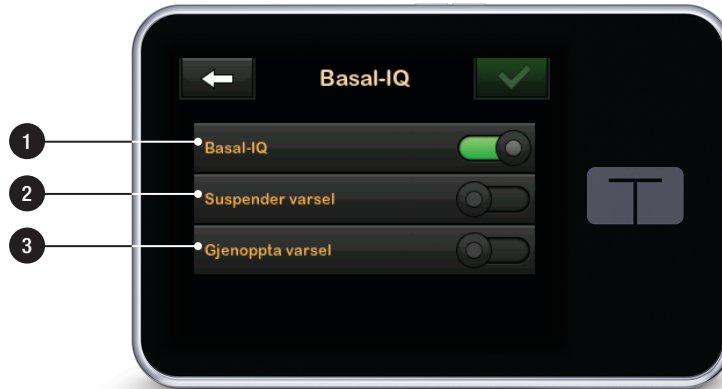 Basal-IQ
1
Basal-IQ
2
Suspender varsel
3
Gjenoppta varsel